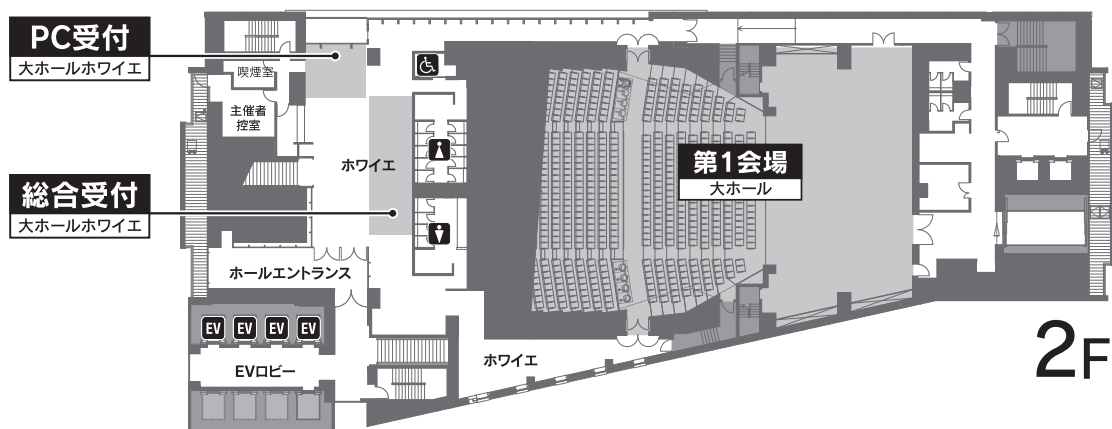 PC受付
大ホールホワイエ
喫煙室
主催者
控室
ホワイエ
総合受付
大ホールホワイエ
第1会場
大ホール
ホールエントランス
EV EV EV EV
EVロビー
ホワイエ
2F